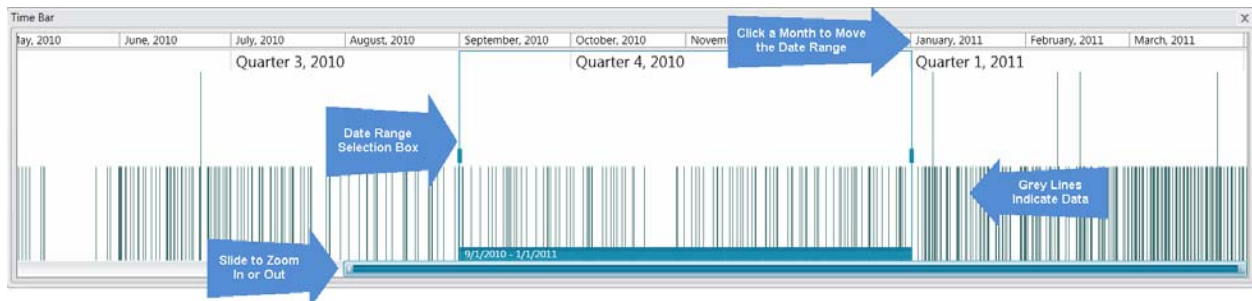 Time Bar
May, 2010
June, 2010
July, 2010
August, 2010
September, 2010
October, 2010
Click a Month to Move
the Date Range
January, 2011
February, 2011
March, 2011
Quarter 3, 2010
Quarter 4, 2010
Quarter 1, 2011
Date Range
Selection Box
Grey Lines
Indicate Data
9/1/2010 - 1/1/2011
Slide to Zoom
In or Out